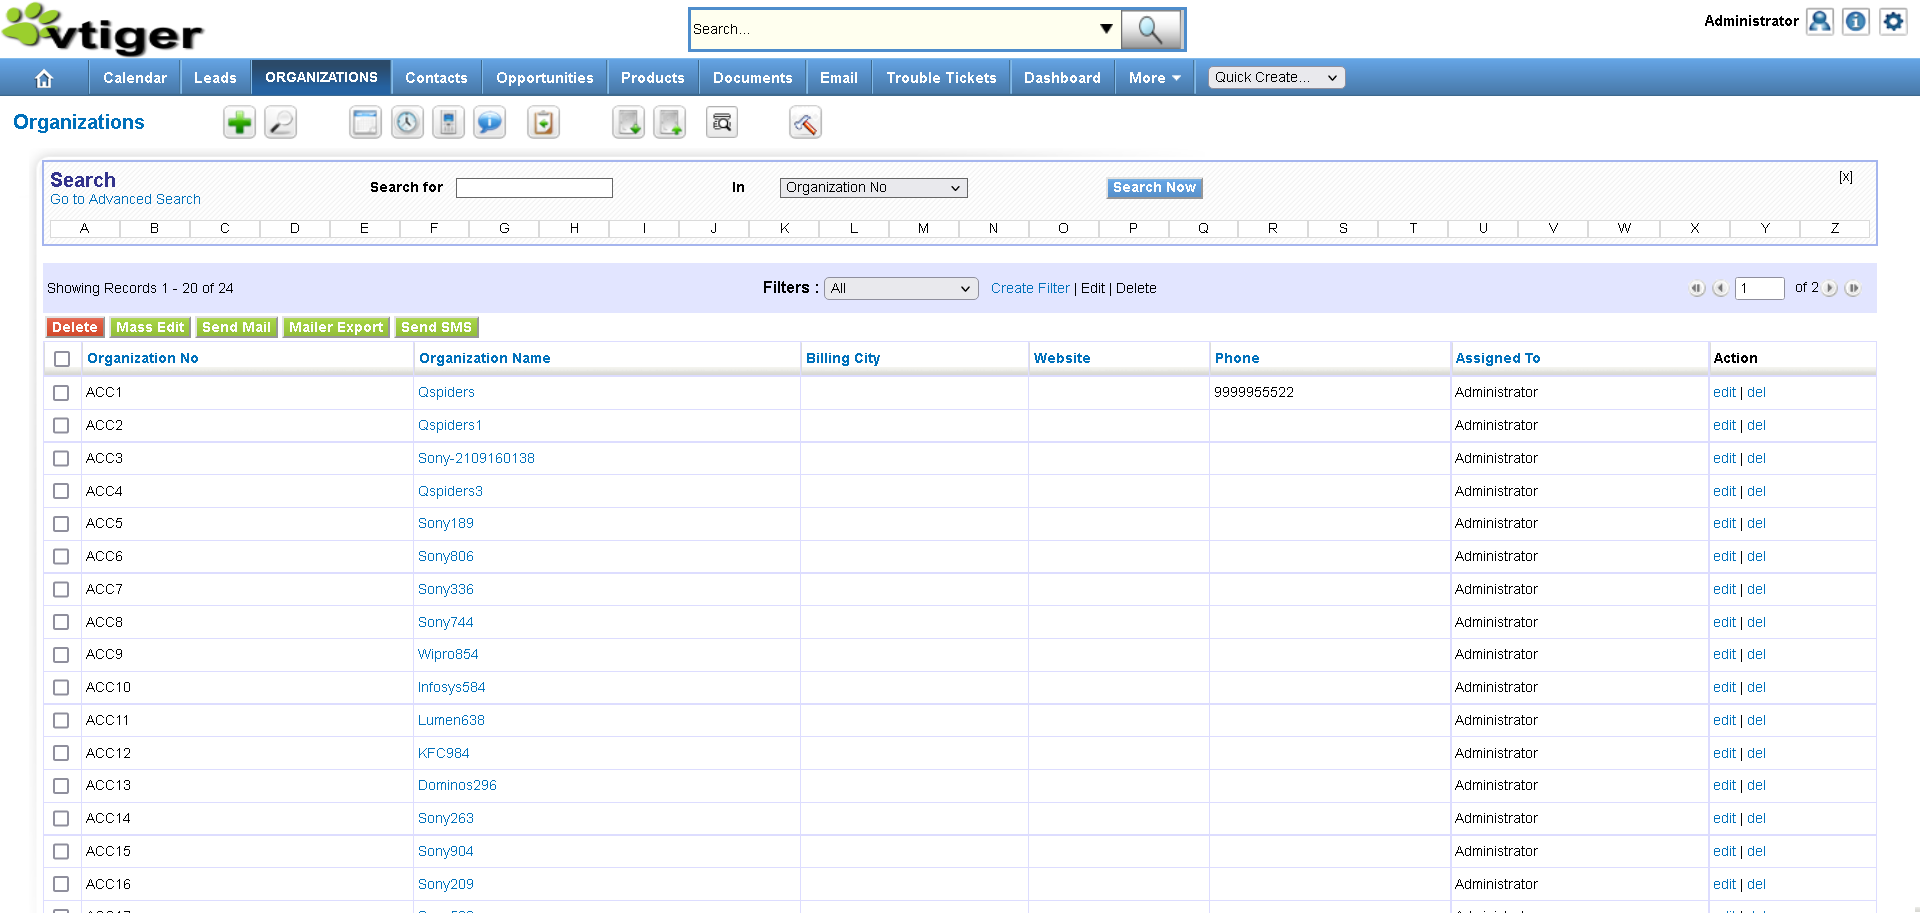 vtiger
Search...
Administrator
Calendar Leads ORGANIZATIONS Contacts Opportunities Products Documents Email Trouble Tickets Dashboard More Quick Create...
Organizations
Search
Go to Advanced Search
Search for In Organization No Search Now [x]
A B C D E F G H I J K L M N O P Q R S T U V W X Y Z
Showing Records 1 - 20 of 24 Filters : All Create Filter | Edit | Delete 1 of 2
Delete Mass Edit Send Mail Mailer Export Send SMS
Organization No Organization Name Billing City Website Phone Assigned To Action
ACC1 Qspiders 9999955522 Administrator edit | del
ACC2 Qspiders1 Administrator edit | del
ACC3 Sony-2109160138 Administrator edit | del
ACC4 Qspiders3 Administrator edit | del
ACC5 Sony189 Administrator edit | del
ACC6 Sony806 Administrator edit | del
ACC7 Sony336 Administrator edit | del
ACC8 Sony744 Administrator edit | del
ACC9 Wipro854 Administrator edit | del
ACC10 Infosys584 Administrator edit | del
ACC11 Lumen638 Administrator edit | del
ACC12 KFC984 Administrator edit | del
ACC13 Dominos296 Administrator edit | del
ACC14 Sony263 Administrator edit | del
ACC15 Sony904 Administrator edit | del
ACC16 Sony209 Administrator edit | del